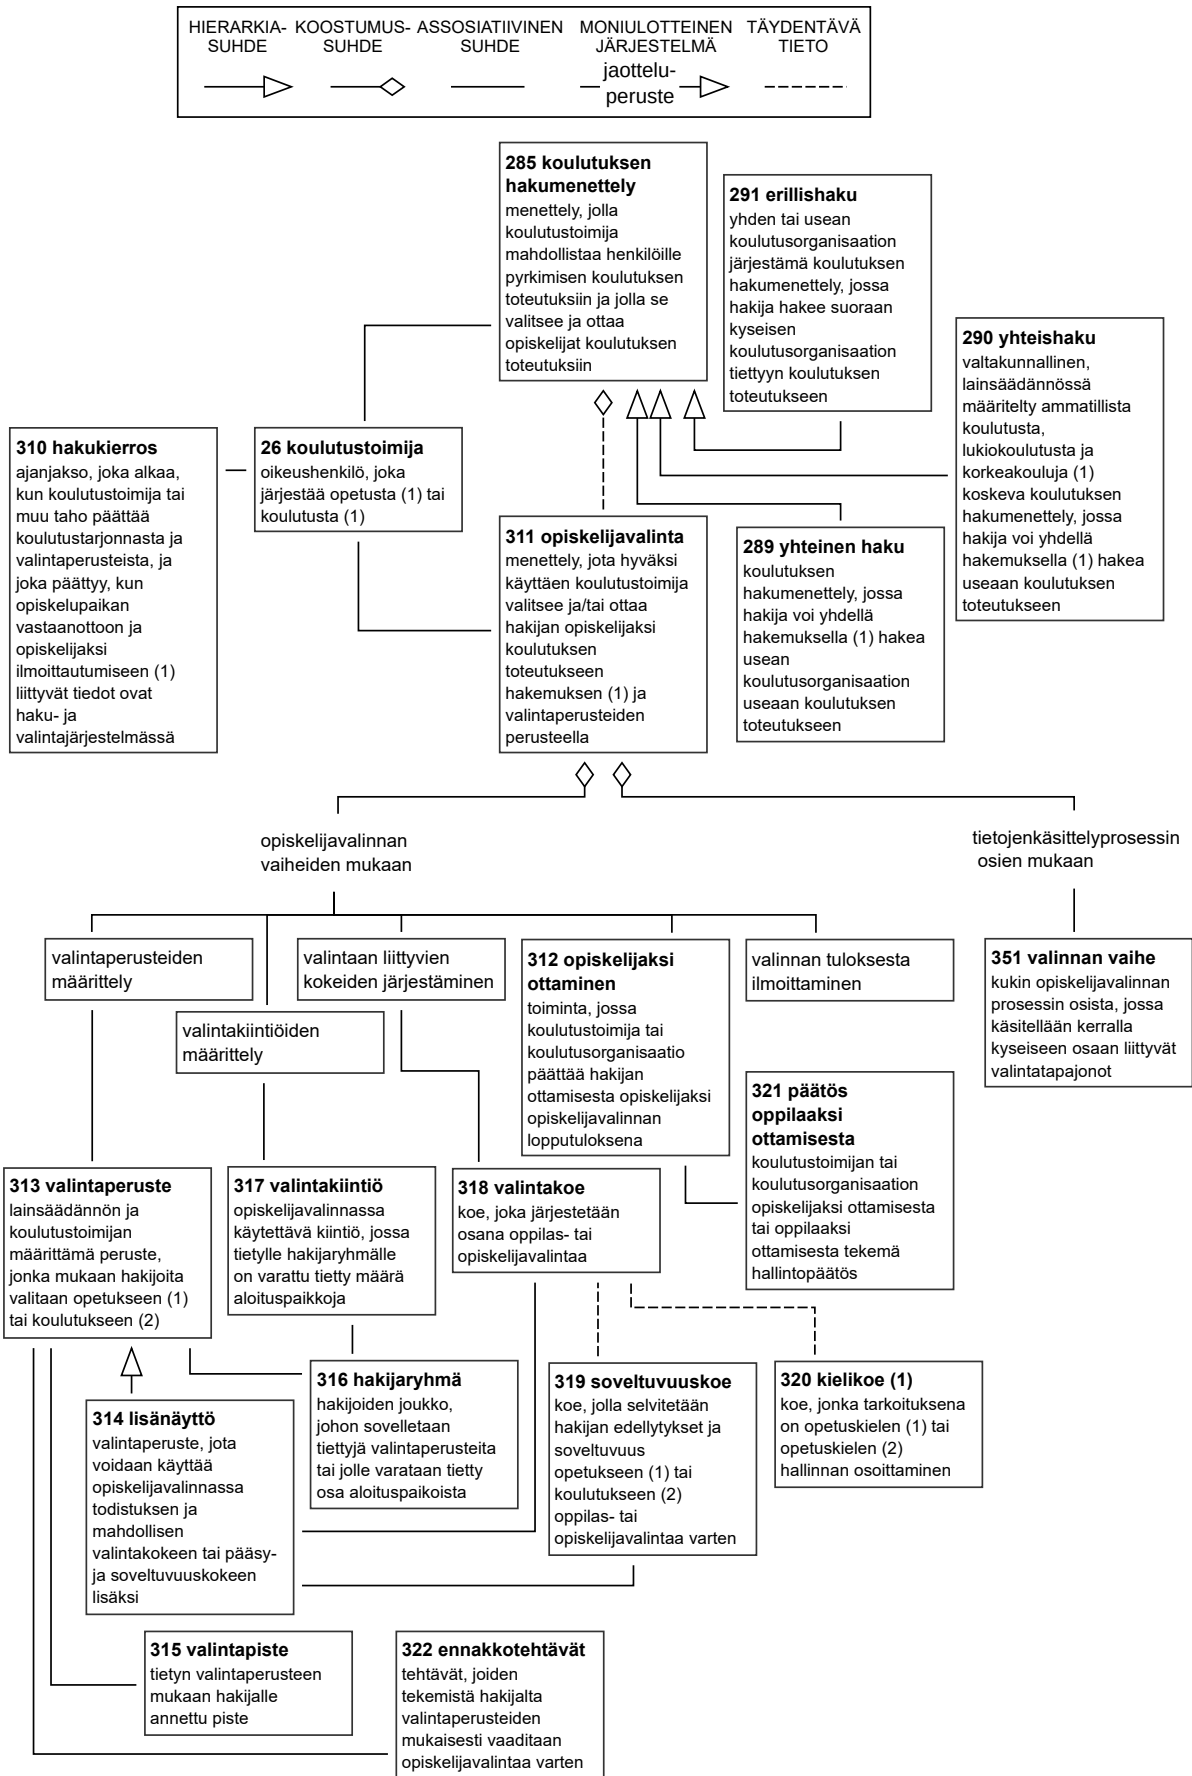 HIERARKIA-
SUHDE
KOOSTUMUS-
SUHDE
ASSOSIATIIVINEN
SUHDE
MONIULOTTEINEN
JÄRJESTELMÄ
TÄYDENTÄVÄ
TIETO
jaottelu-
peruste
285 koulutuksen
hakumenettely
menettely, jolla
koulutustoimija
mahdollistaa henkilöille
pyrkimisen koulutuksen
toteutuksiin ja jolla se
valitsee ja ottaa
opiskelijat koulutuksen
toteutuksiin
291 erillishaku
yhden tai usean
koulutusorganisaation
järjestämä koulutuksen
hakumenettely, jossa
hakija hakee suoraan
kyseisen
koulutusorganisaation
tiettyyn koulutuksen
toteutukseen
290 yhteishaku
valtakunnallinen,
lainsäädännössä
määritelty ammatillista
koulutusta,
lukiokoulutusta ja
korkeakouluja (1)
koskeva koulutuksen
hakumenettely, jossa
hakija voi yhdellä
hakemuksella (1) hakea
useaan koulutuksen
toteutukseen
310 hakukierros
ajanjakso, joka alkaa,
kun koulutustoimija tai
muu taho päättää
koulutustarjonnasta ja
valintaperusteista, ja
joka päättyy, kun
opiskelupaikan
vastaanottoon ja
opiskelijaksi
ilmoittautumiseen (1)
liittyvät tiedot ovat
haku- ja
valintajärjestelmässä
26 koulutustoimija
oikeushenkilö, joka
järjestää opetusta (1) tai
koulutusta (1)
311 opiskelijavalinta
menettely, jota hyväksi
käyttäen koulutustoimija
valitsee ja/tai ottaa
hakijan opiskelijaksi
koulutuksen
toteutukseen
hakemuksen (1) ja
valintaperusteiden
perusteella
289 yhteinen haku
koulutuksen
hakumenettely, jossa
hakija voi yhdellä
hakemuksella (1) hakea
usean
koulutusorganisaation
useaan koulutuksen
toteutukseen
opiskelijavalinnan
vaiheiden mukaan
tietojenkäsittelyprosessin
osien mukaan
valintaperusteiden
määrittely
valintakiintiöiden
määrittely
valintaan liittyvien
kokeiden järjestäminen
312 opiskelijaksi
ottaminen
toiminta, jossa
koulutustoimija tai
koulutusorganisaatio
päättää hakijan
ottamisesta opiskelijaksi
opiskelijavalinnan
lopputuloksena
valinnan tuloksesta
ilmoittaminen
351 valinnan vaihe
kukin opiskelijavalinnan
prosessin osista, jossa
käsitellään kerralla
kyseiseen osaan liittyvät
valintatapajonot
321 päätös
oppilaaksi
ottamisesta
koulutustoimijan tai
koulutusorganisaation
opiskelijaksi ottamisesta
tai oppilaaksi
ottamisesta tekemä
hallintopäätös
313 valintaperuste
lainsäädännön ja
koulutustoimijan
määrittämä peruste,
jonka mukaan hakijoita
valitaan opetukseen (1)
tai koulutukseen (2)
317 valintakiintiö
opiskelijavalinnassa
käytettävä kiintiö, jossa
tietylle hakijaryhmälle
on varattu tietty määrä
aloituspaikkoja
318 valintakoe
koe, joka järjestetään
osana oppilas- tai
opiskelijavalintaa
314 lisänäyttö
valintaperuste, jota
voidaan käyttää
opiskelijavalinnassa
todistuksen ja
mahdollisen
valintakokeen tai pääsy-
ja soveltuvuuskokeen
lisäksi
316 hakijaryhmä
hakijoiden joukko,
johon sovelletaan
tiettyjä valintaperusteita
tai jolle varataan tietty
osa aloituspaikoista
319 soveltuvuuskoe
koe, jolla selvitetään
hakijan edellytykset ja
soveltuvuus
opetukseen (1) tai
koulutukseen (2)
oppilas- tai
opiskelijavalintaa varten
320 kielikoe (1)
koe, jonka tarkoituksena
on opetuskielen (1) tai
opetuskielen (2)
hallinnan osoittaminen
315 valintapiste
tietyn valintaperusteen
mukaan hakijalle
annettu piste
322 ennakkotehtävät
tehtävät, joiden
tekemistä hakijalta
valintaperusteiden
mukaisesti vaaditaan
opiskelijavalintaa varten